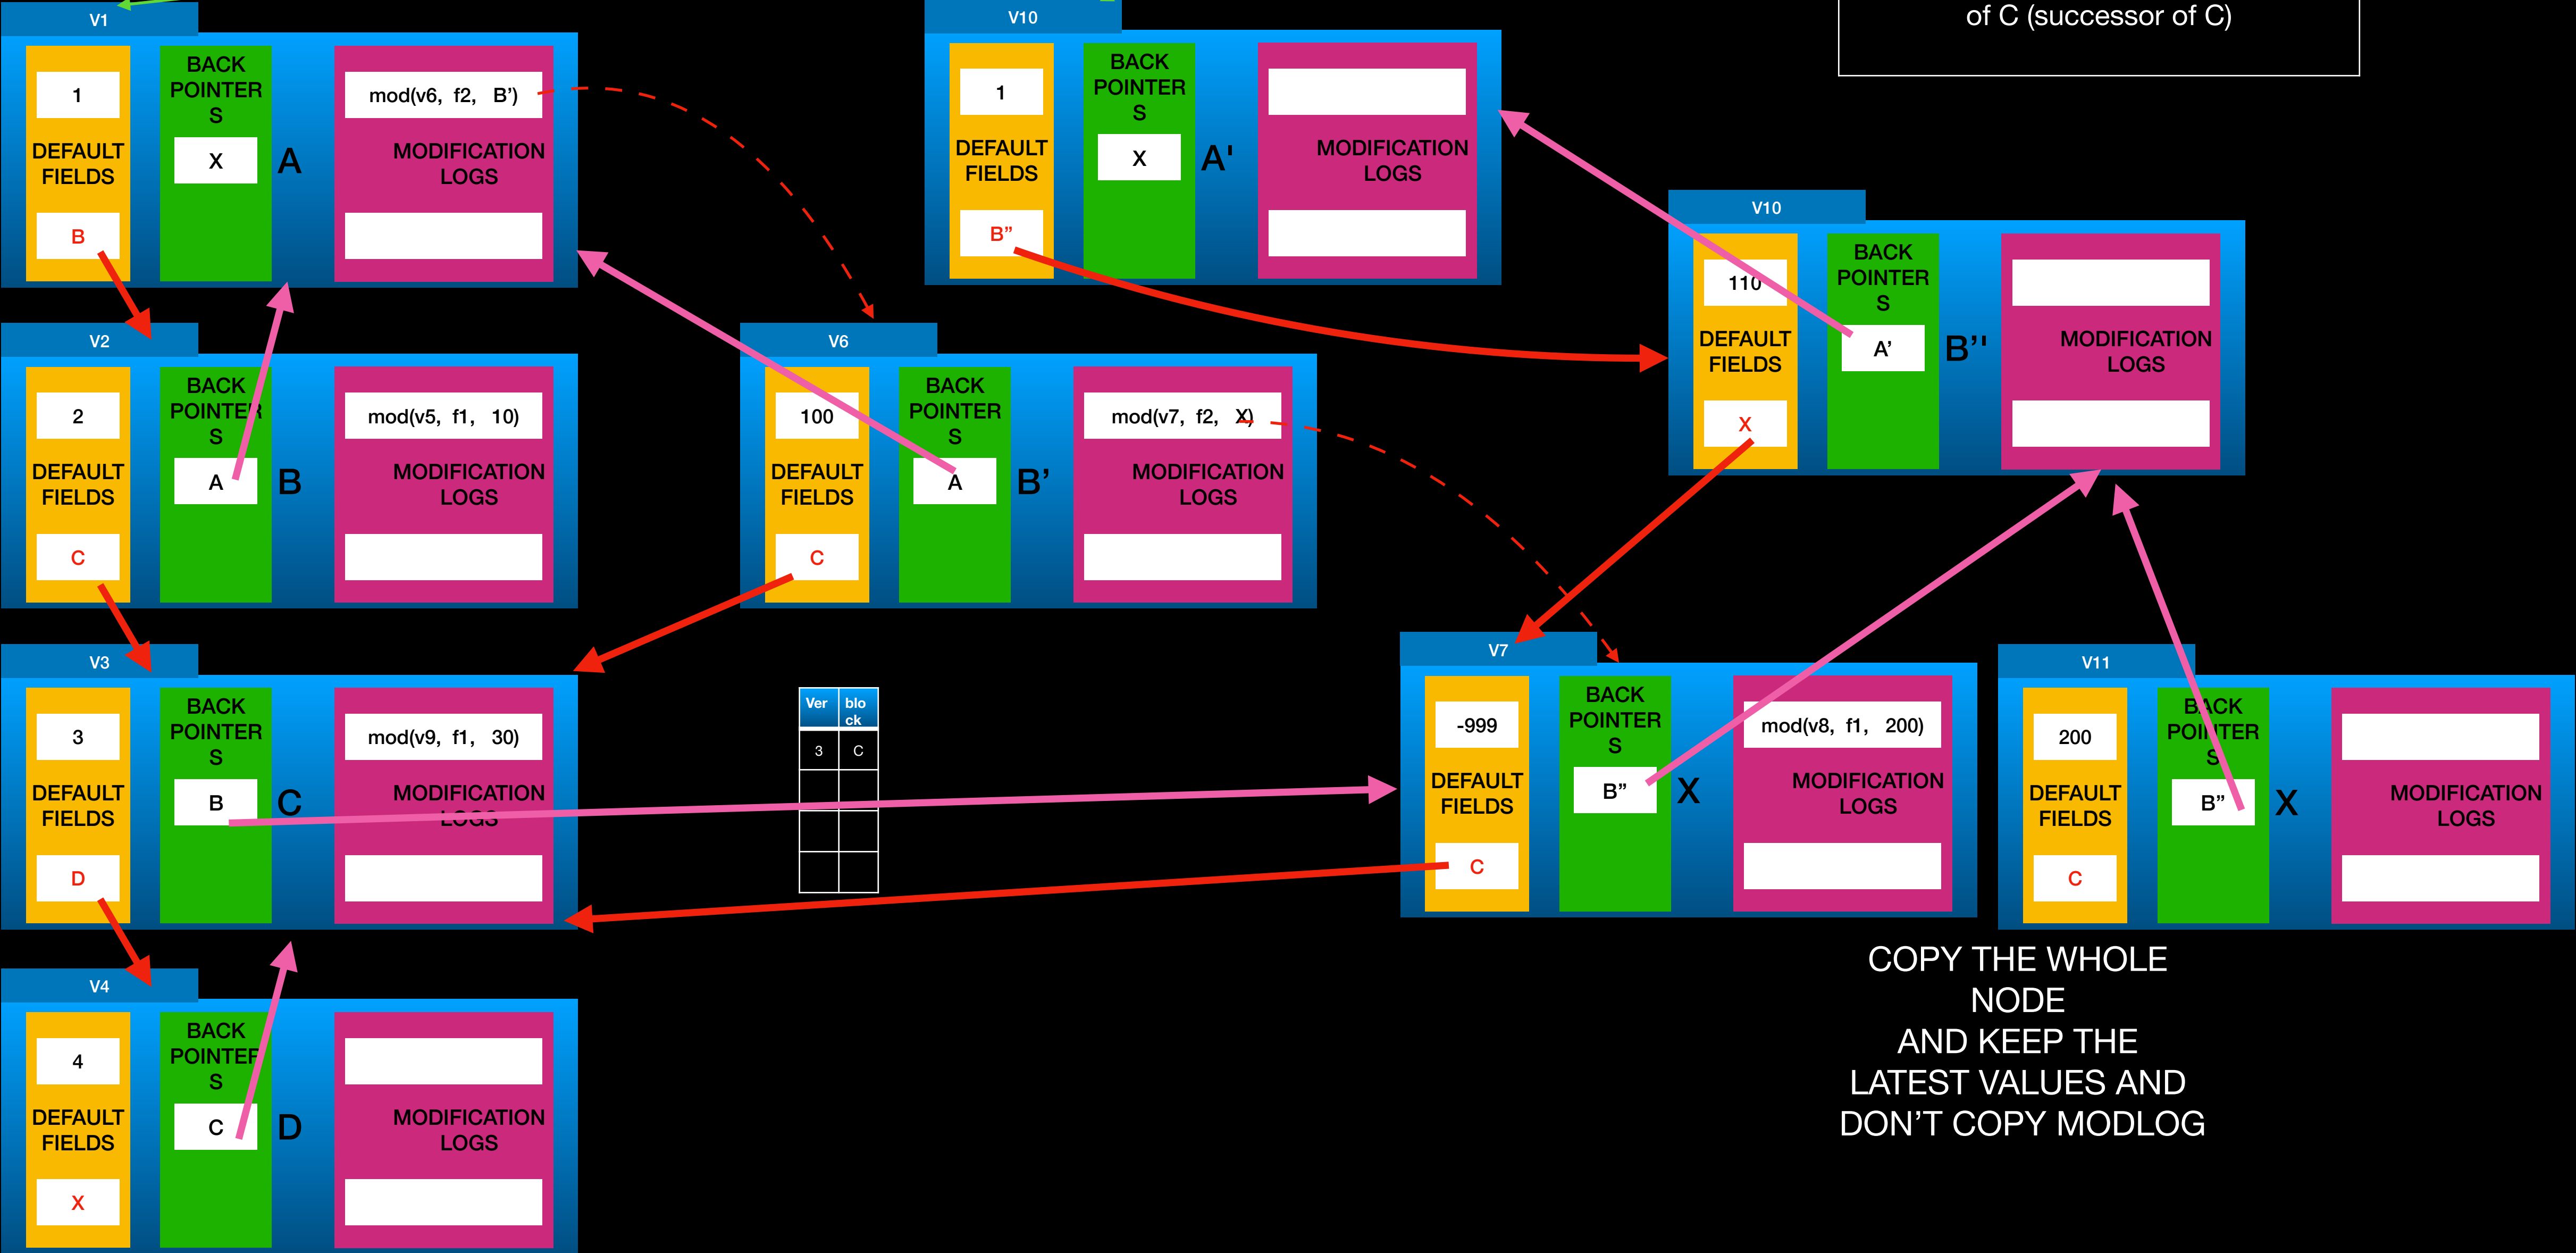 of C (successor of C)
V1
1
DEFAULT
FIELDS
B
BACK
POINTER
S
X
A
mod(v6, f2, B’)
MODIFICATION
LOGS
V10
1
DEFAULT
FIELDS
B”
BACK
POINTER
S
X
A'
MODIFICATION
LOGS
V10
110
DEFAULT
FIELDS
X
BACK
POINTER
S
A’
B''
MODIFICATION
LOGS
V2
2
DEFAULT
FIELDS
C
BACK
POINTER
S
A
B
mod(v5, f1, 10)
MODIFICATION
LOGS
V6
100
DEFAULT
FIELDS
C
BACK
POINTER
S
A
B’
mod(v7, f2, X)
MODIFICATION
LOGS
V3
3
DEFAULT
FIELDS
D
BACK
POINTER
S
B
C
mod(v9, f1, 30)
MODIFICATION
LOGS
Ver
blo
ck
3
C
V7
-999
DEFAULT
FIELDS
C
BACK
POINTER
S
B”
X
mod(v8, f1, 200)
MODIFICATION
LOGS
V11
200
DEFAULT
FIELDS
C
BACK
POINTER
S
B”
X
MODIFICATION
LOGS
V4
4
DEFAULT
FIELDS
X
BACK
POINTER
S
C
D
MODIFICATION
LOGS
COPY THE WHOLE
NODE
AND KEEP THE
LATEST VALUES AND
DON’T COPY MODLOG